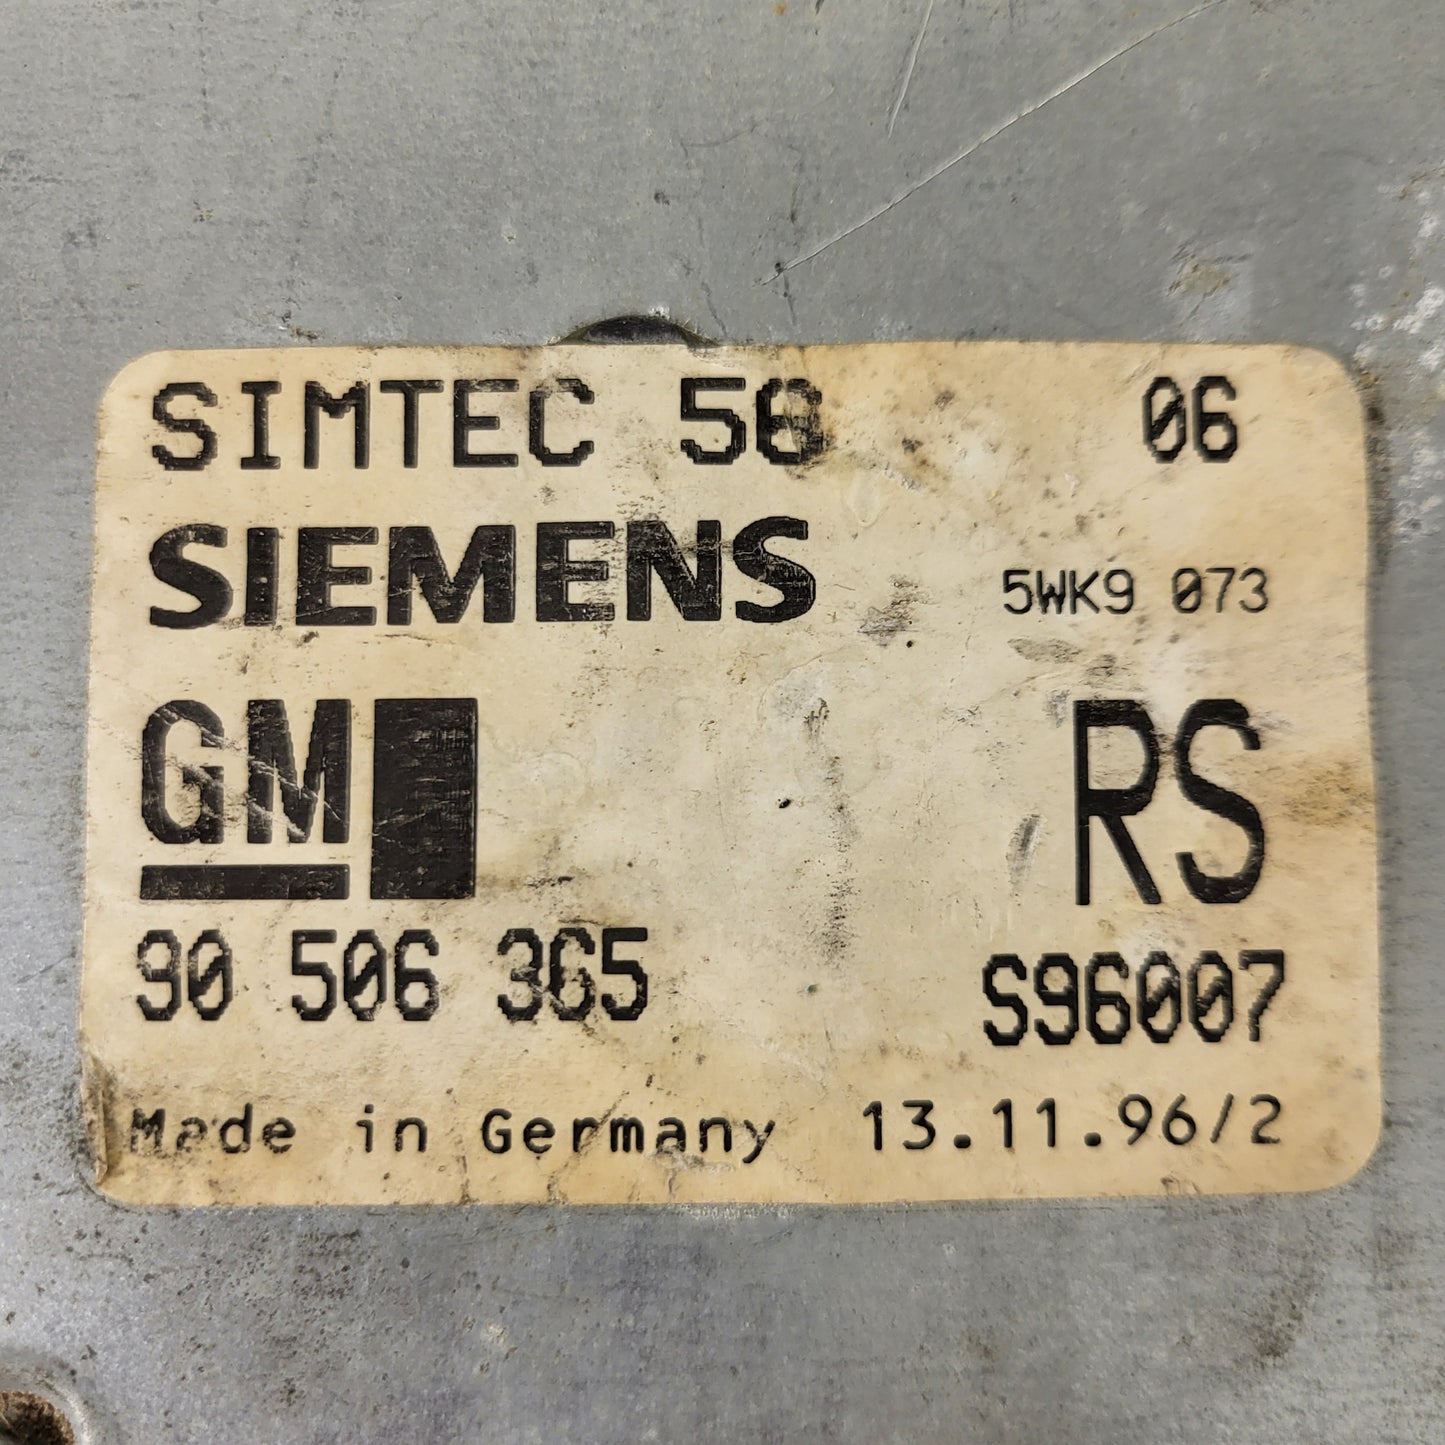 SIMTEC 56 06
SIEMENS 5WK9 073
GM RS
90 506 365 S96007
Made in Germany 13.11.96/2